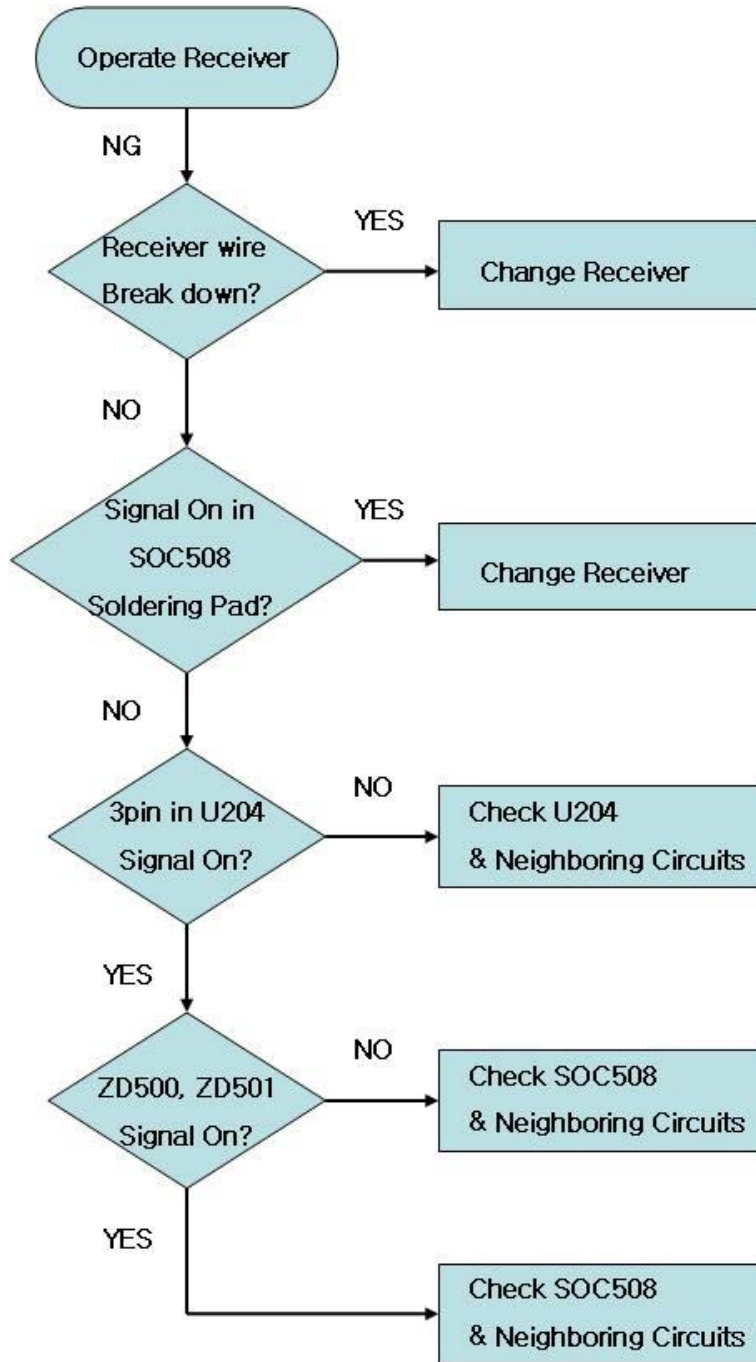 Operate Receiver
NG
Receiver wire
Break down?
YES
Change Receiver
NO
Signal On in
SOC508
Soldering Pad?
YES
Change Receiver
NO
3pin in U204
Signal On?
NO
Check U204
& Neighboring Circuits
YES
ZD500, ZD501
Signal On?
NO
Check SOC508
& Neighboring Circuits
YES
Check SOC508
& Neighboring Circuits